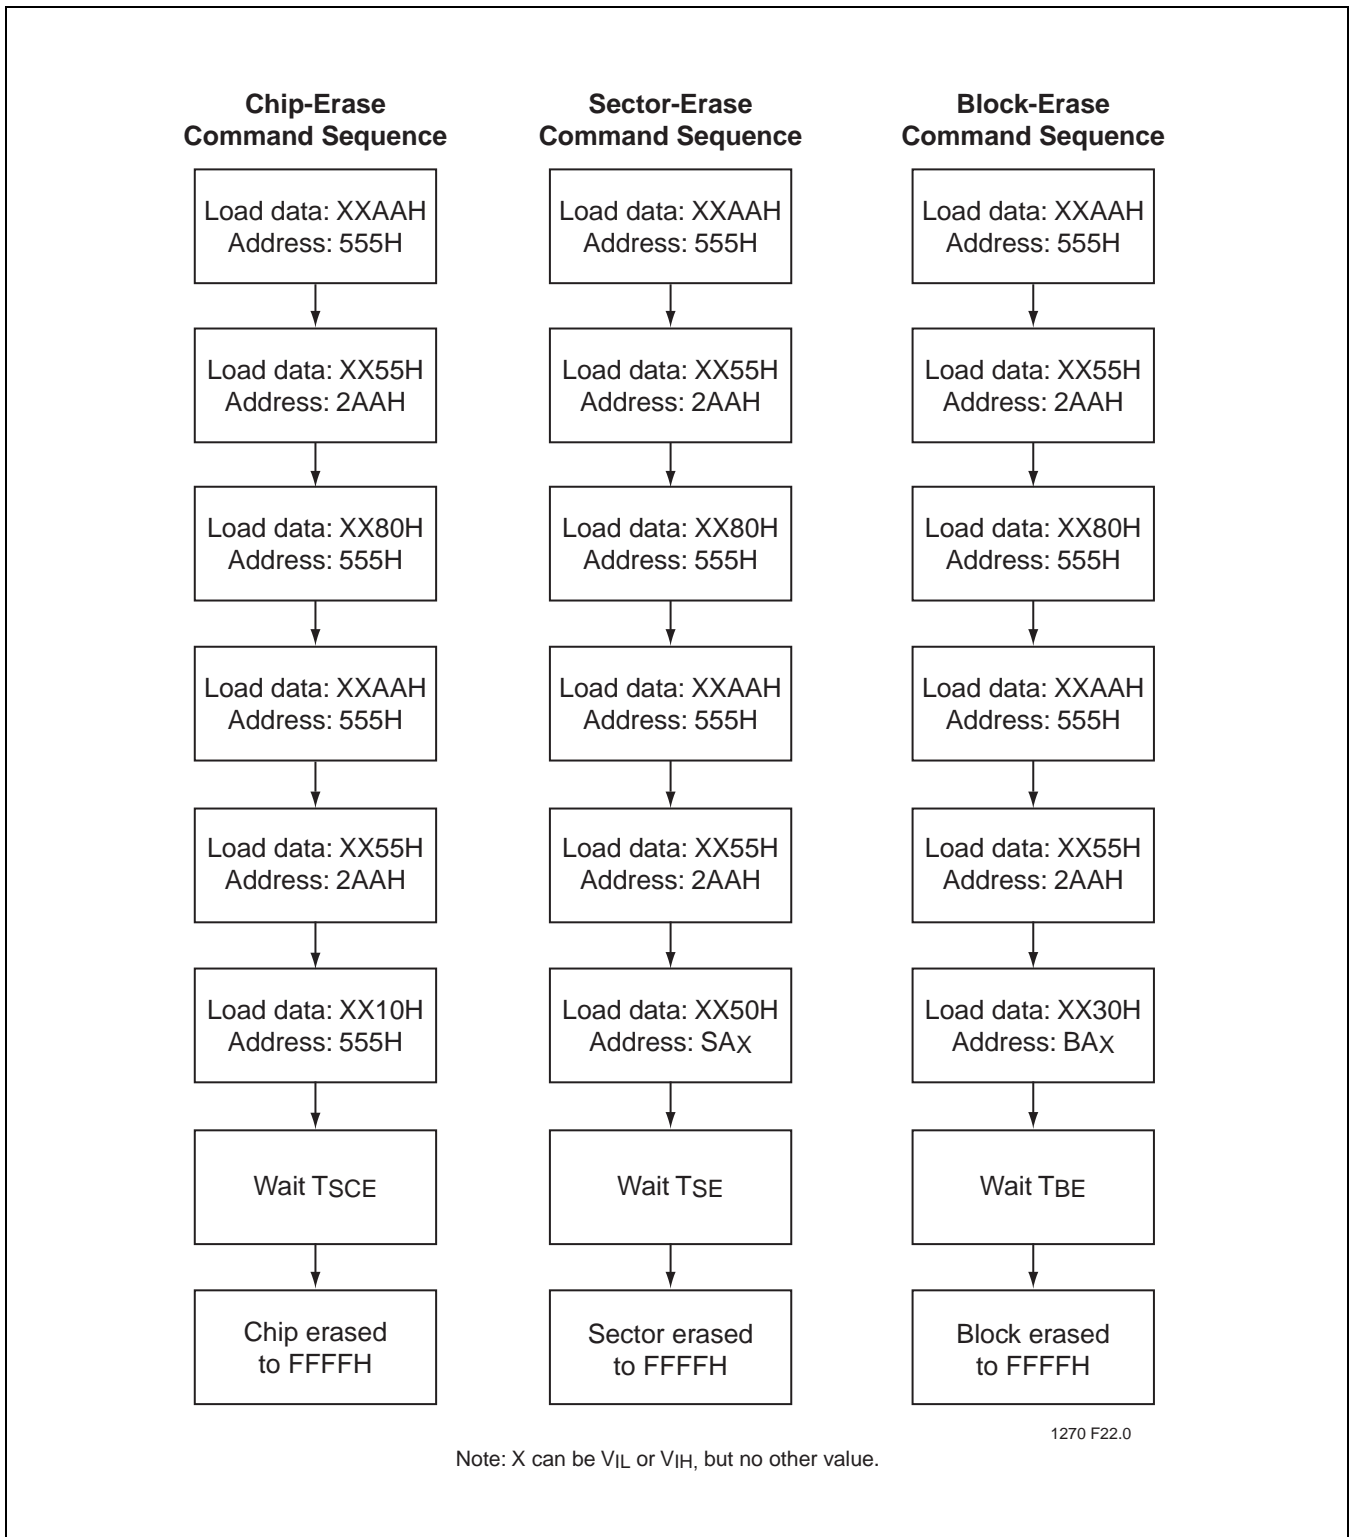 Chip-Erase
Command Sequence
Load data: XXAAH
Address: 555H
Load data: XX55H
Address: 2AAH
Load data: XX80H
Address: 555H
Load data: XXAAH
Address: 555H
Load data: XX55H
Address: 2AAH
Load data: XX10H
Address: 555H
Wait TSCE
Chip erased
to FFFFH
Sector-Erase
Command Sequence
Load data: XXAAH
Address: 555H
Load data: XX55H
Address: 2AAH
Load data: XX80H
Address: 555H
Load data: XXAAH
Address: 555H
Load data: XX55H
Address: 2AAH
Load data: XX50H
Address: SAX
Wait TSE
Sector erased
to FFFFH
Block-Erase
Command Sequence
Load data: XXAAH
Address: 555H
Load data: XX55H
Address: 2AAH
Load data: XX80H
Address: 555H
Load data: XXAAH
Address: 555H
Load data: XX55H
Address: 2AAH
Load data: XX30H
Address: BAX
Wait TBE
Block erased
to FFFFH
1270 F22.0
Note: X can be VIL or VIH, but no other value.